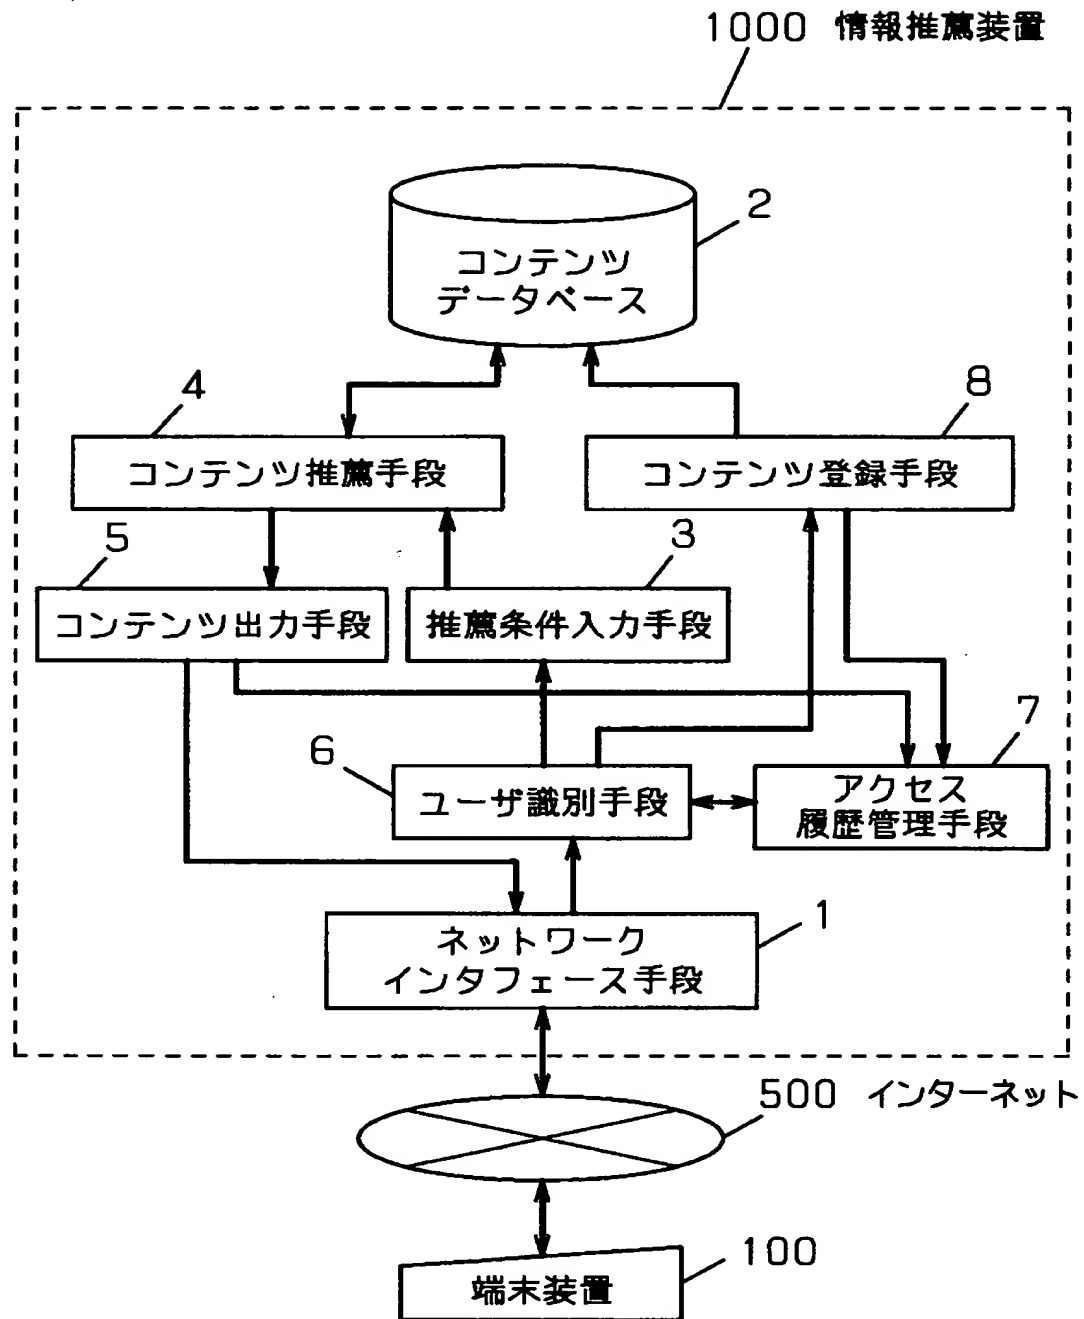 1000 情報推薦装置
2
コンテンツ
データベース
4
8
コンテンツ推薦手段
コンテンツ登録手段
5
3
コンテンツ出力手段
推薦条件入力手段
7
6
ユーザ識別手段
アクセス
履歴管理手段
1
ネットワーク
インタフェース手段
500 インターネット
100
端末装置